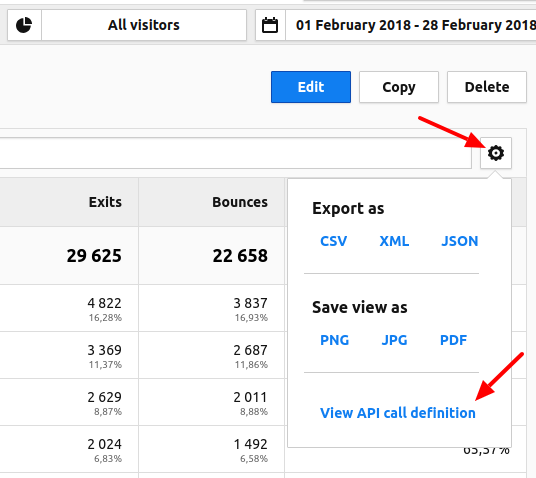 All visitors
01 February 2018 - 28 February 2018
Edit
Copy
Delete
Exits
Bounces
29 625
22 658
4 822
16,28%
3 837
16,93%
3 369
11,37%
2 687
11,86%
2 629
8,87%
2 011
8,88%
2 024
6,83%
1 492
6,58%
Export as
CSV XML JSON
Save view as
PNG JPG PDF
View API call definition